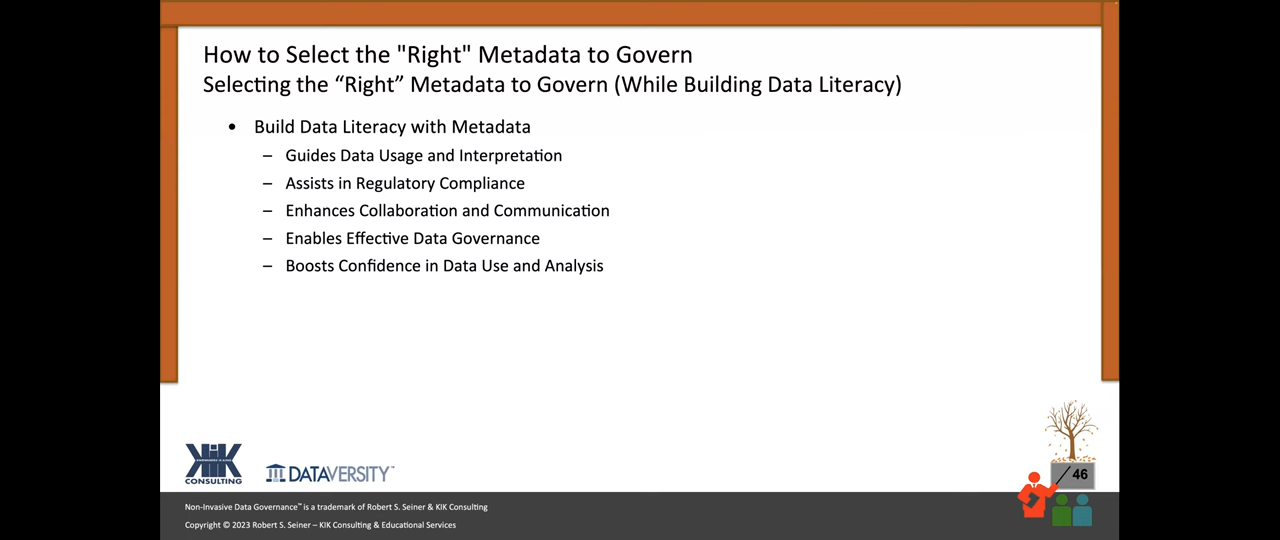 How to Select the "Right" Metadata to Govern
Selecting the “Right” Metadata to Govern (While Building Data Literacy)
• Build Data Literacy with Metadata
– Guides Data Usage and Interpretation
– Assists in Regulatory Compliance
– Enhances Collaboration and Communication
– Enables Effective Data Governance
– Boosts Confidence in Data Use and Analysis
KIK
CONSULTING
DATAVERSITY™
/ 46
Non-Invasive Data Governance™ is a trademark of Robert S. Seiner & KIK Consulting
Copyright © 2023 Robert S. Seiner – KIK Consulting & Educational Services